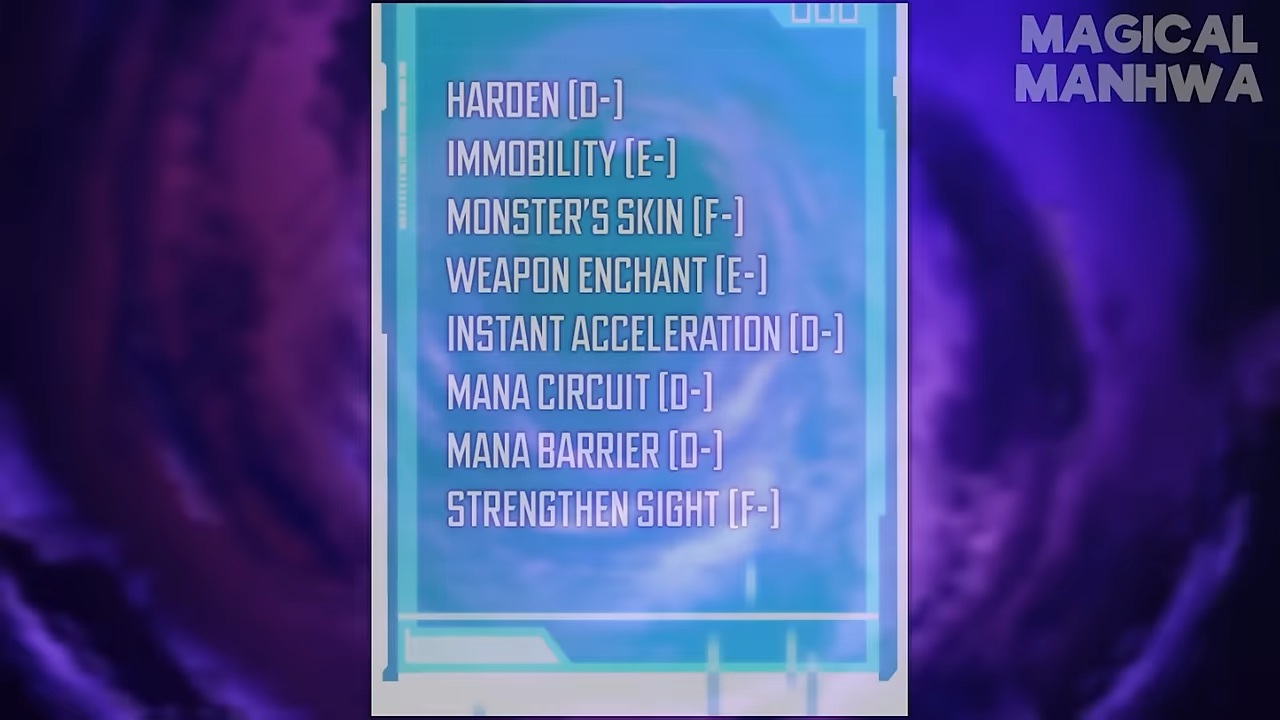 MAGICAL
MANHWA
HARDEN [D-]
IMMOBILITY [E-]
MONSTER'S SKIN [F-]
WEAPON ENCHANT [E-]
INSTANT ACCELERATION [D-]
MANA CIRCUIT [D-]
MANA BARRIER [D-]
STRENGTHEN SIGHT [F-]